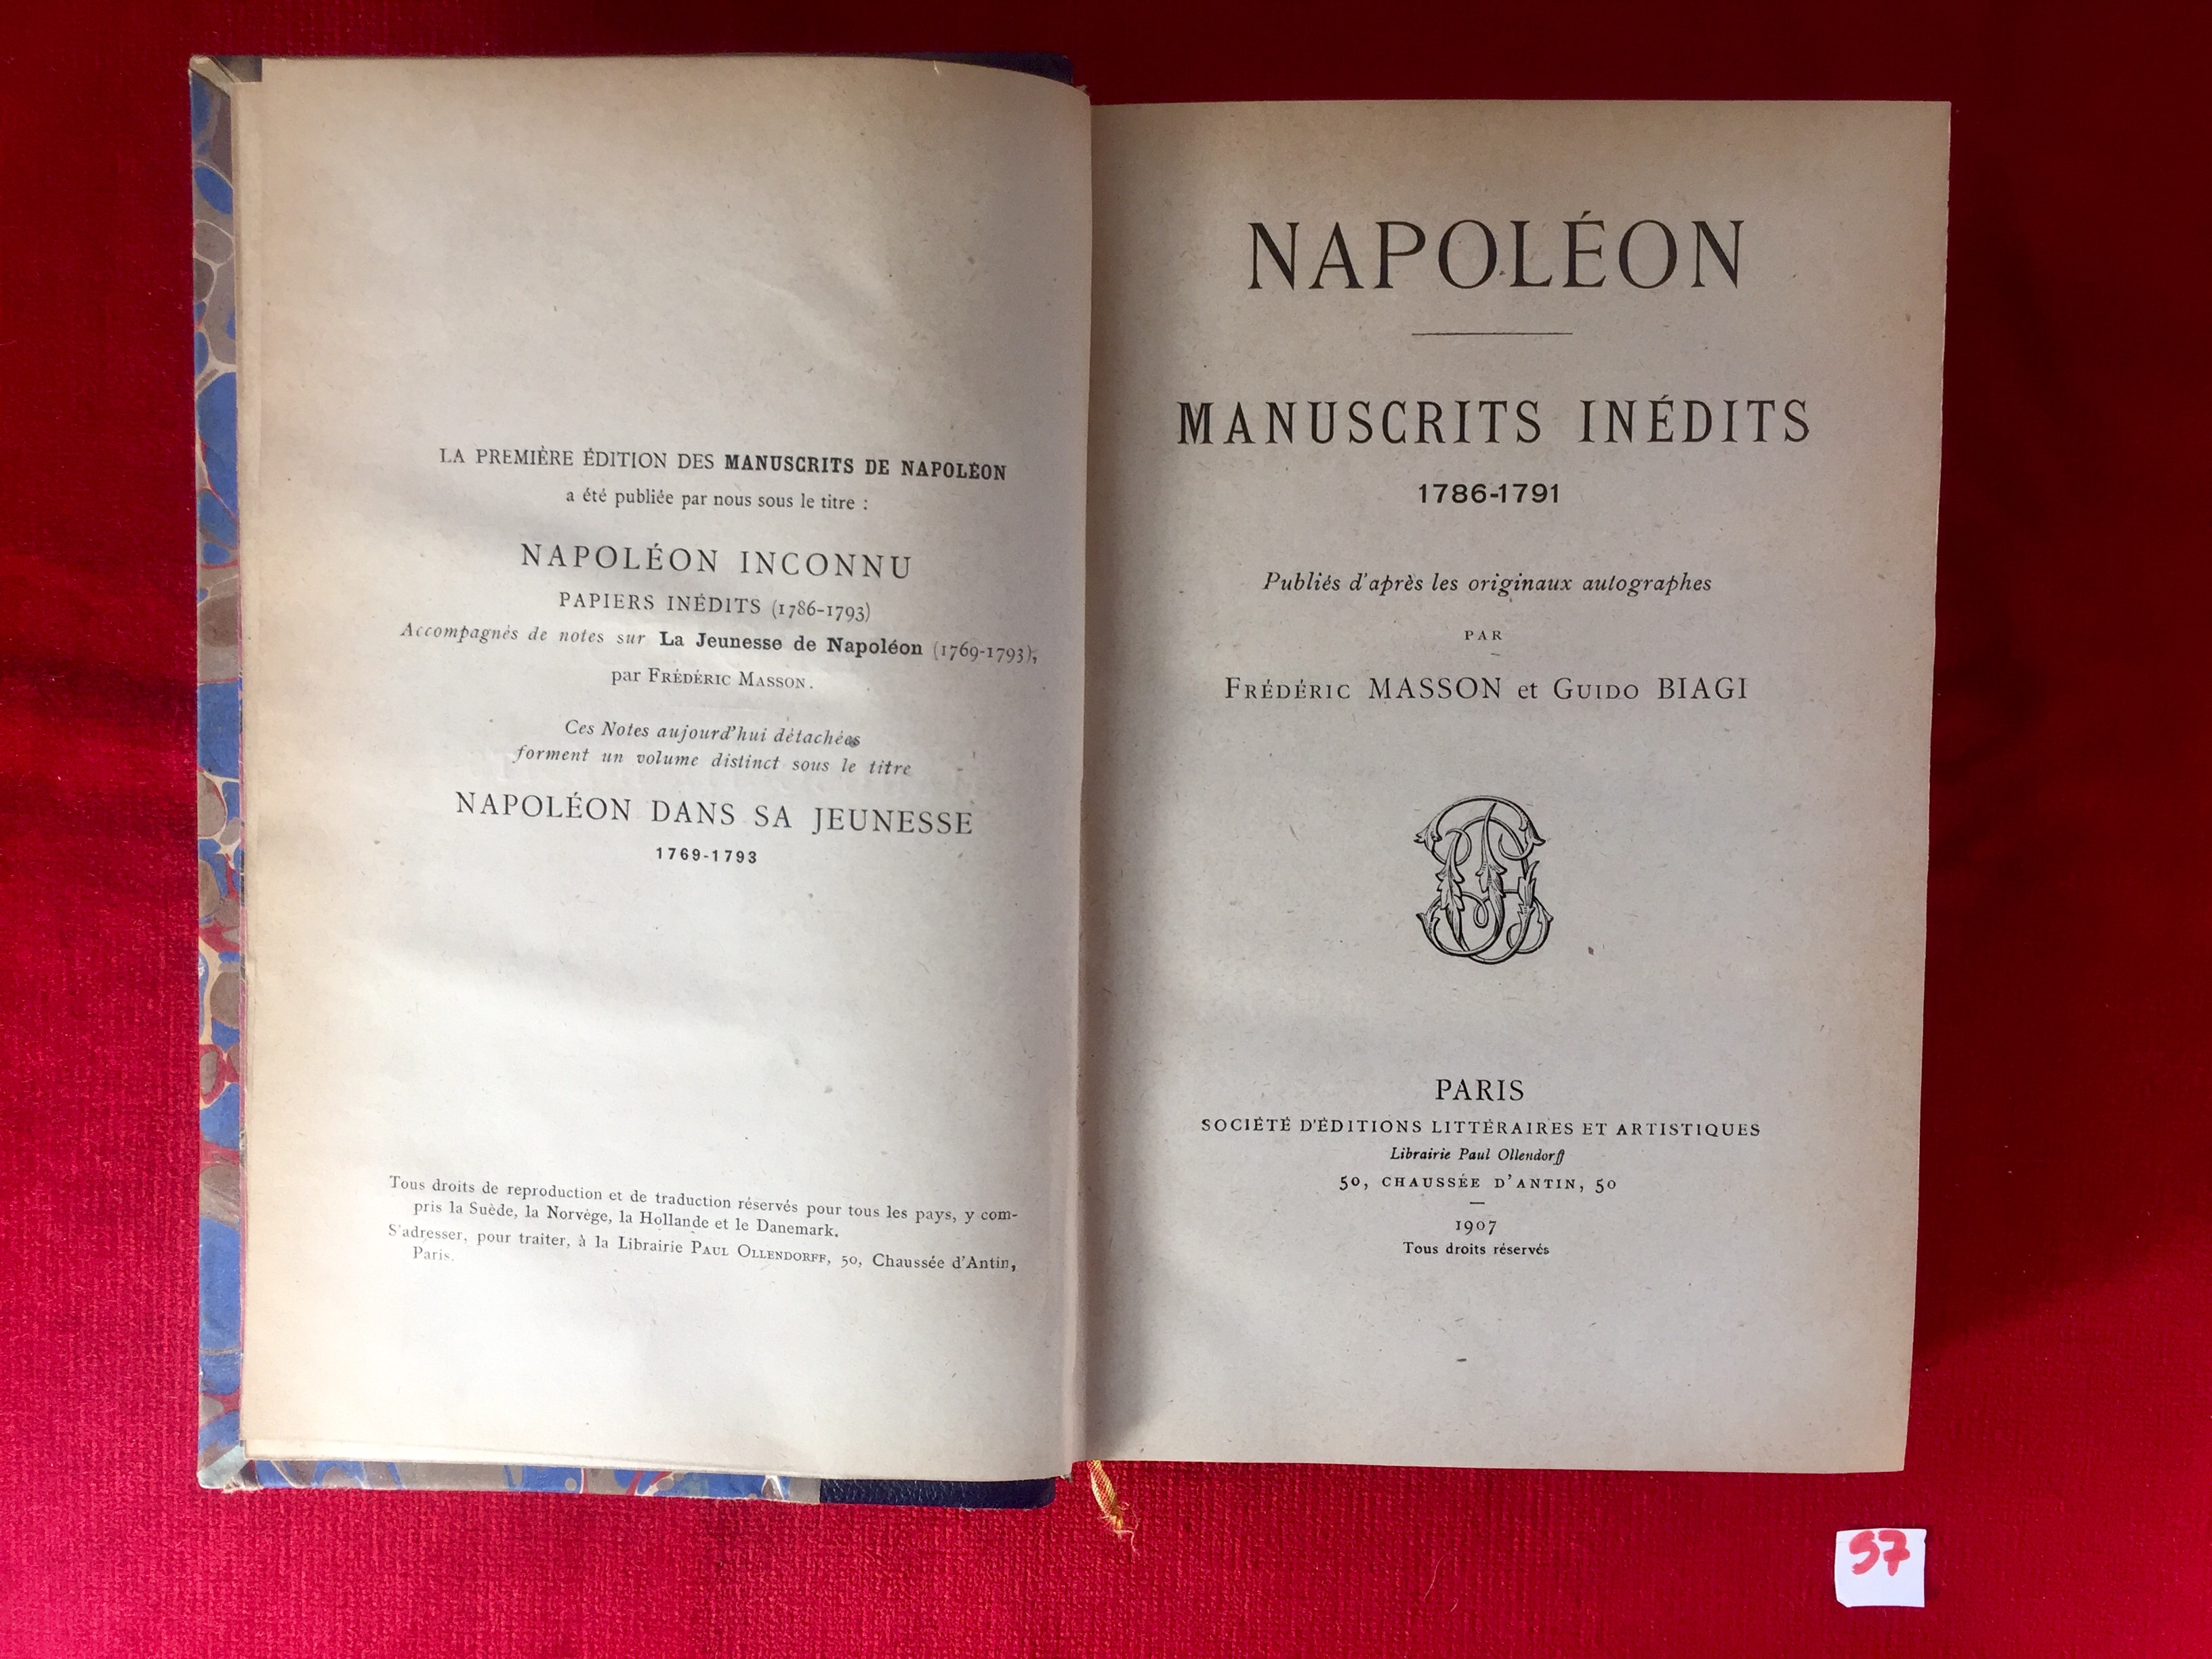 LA PREMIÈRE ÉDITION DES MANUSCRITS DE NAPOLÉON
a été publiée par nous sous le titre :
NAPOLÉON INCONNU
PAPIERS INÉDITS (1786-1793)
Accompagnés de notes sur La Jeunesse de Napoléon (1769-1793),
par FRÉDÉRIC MASSON.
Ces Notes aujourd'hui détachées
forment un volume distinct sous le titre
NAPOLÉON DANS SA JEUNESSE
1769-1793
Tous droits de reproduction et de traduction réservés pour tous les pays, y com-
pris la Suède, la Norvège, la Hollande et le Danemark.
S'adresser, pour traiter, à la Librairie PAUL OLLENDORFF, 50, Chaussée d'Antin,
Paris.
NAPOLÉON
MANUSCRITS INÉDITS
1786-1791
Publiés d'après les originaux autographes
PAR
FRÉDÉRIC MASSON et GUIDO BIAGI
PARIS
SOCIÉTÉ D'ÉDITIONS LITTÉRAIRES ET ARTISTIQUES
Librairie Paul Ollendorff
50, CHAUSSÉE D'ANTIN, 50
1907
Tous droits réservés
57